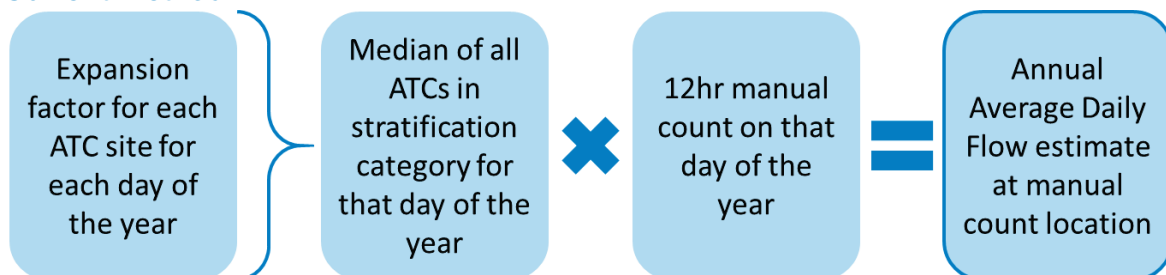 Expansion
factor for each
ATC site for
each day of
the year
Median of all
ATCs in
stratification
category for
that day of the
year
12hr manual
count on that
day of the
year
Annual
Average Daily
Flow estimate
at manual
count location